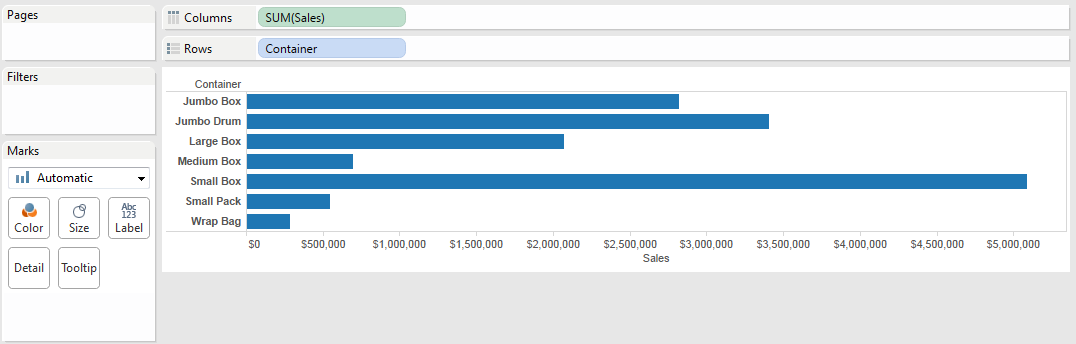 Pages
Columns SUM(Sales)
Rows Container
Filters
Marks
Automatic
Color Size Abc 123 Label
Detail Tooltip
Container
Jumbo Box
Jumbo Drum
Large Box
Medium Box
Small Box
Small Pack
Wrap Bag
$0 $500,000 $1,000,000 $1,500,000 $2,000,000 $2,500,000 $3,000,000 $3,500,000 $4,000,000 $4,500,000 $5,000,000
Sales